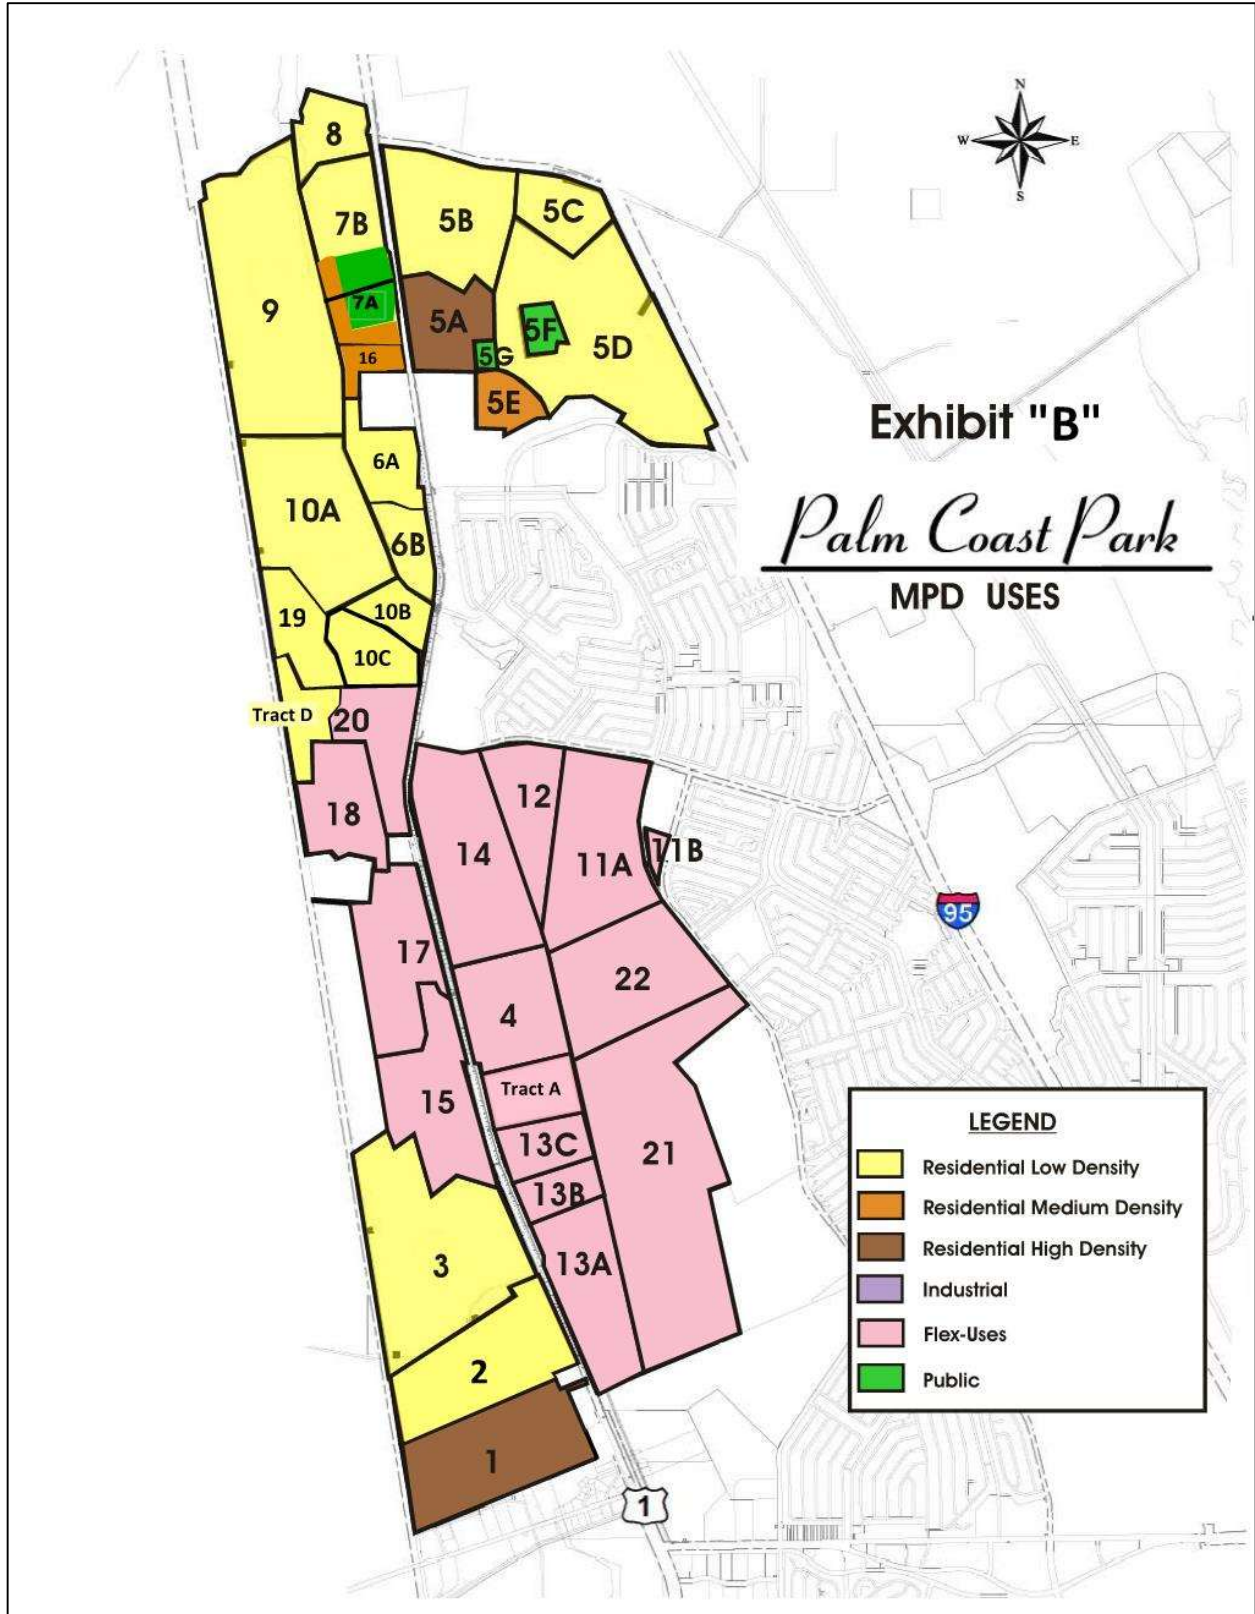 N
W E
S
8
7B
5B
5C
9
7A
5A
5F
5G
5D
16
5E
Exhibit "B"
6A
10A
6B
Palm Coast Park
MPD USES
19
10B
10C
Tract D
20
18
12
14
11A
11B
95
17
22
4
15
Tract A
13C
21
13B
3
13A
2
1
1
LEGEND
Residential Low Density
Residential Medium Density
Residential High Density
Industrial
Flex-Uses
Public